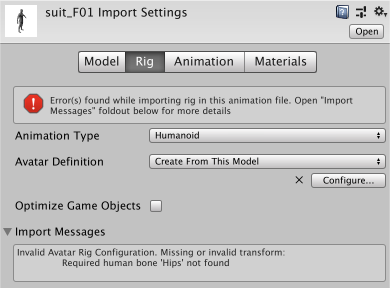 suit_F01 Import Settings
Open
Model Rig Animation Materials
Error(s) found while importing rig in this animation file. Open "Import
Messages" foldout below for more details
Animation Type Humanoid
Avatar Definition Create From This Model
Configure...
Optimize Game Objects
Import Messages
Invalid Avatar Rig Configuration. Missing or invalid transform:
Required human bone 'Hips' not found